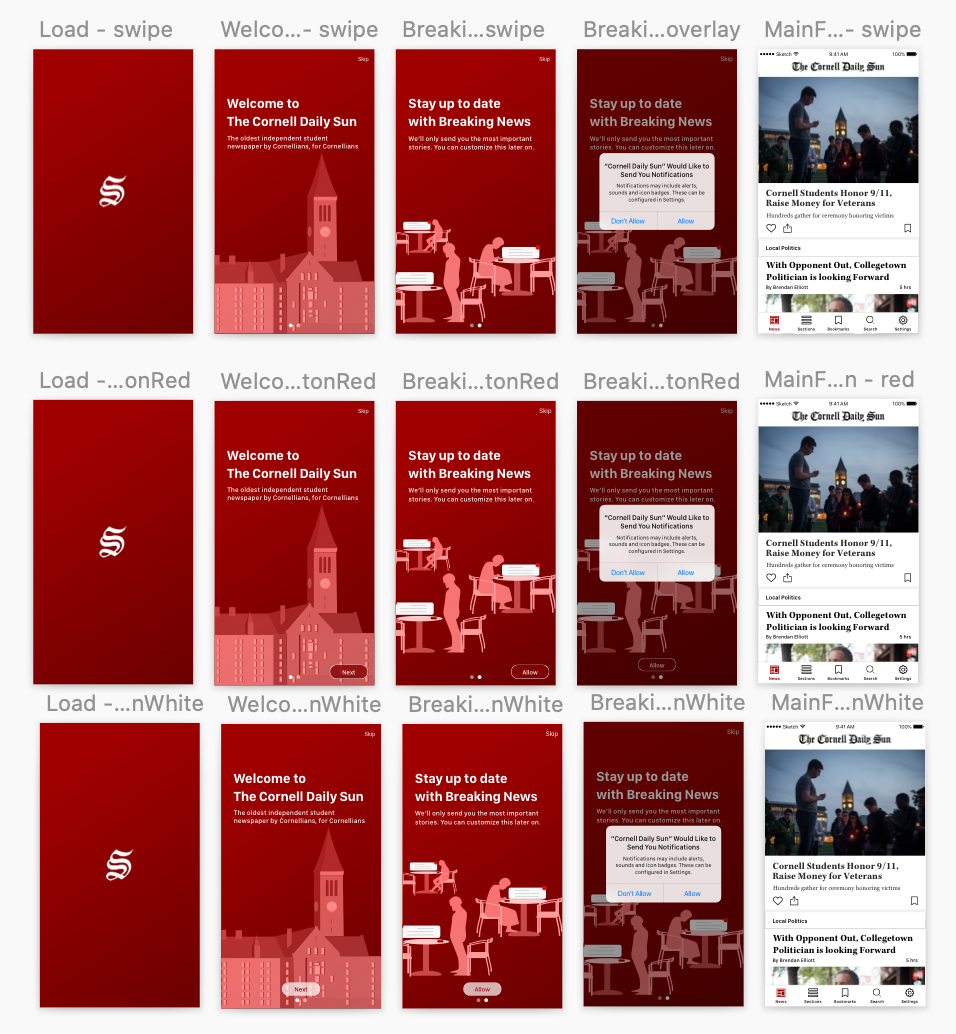 Load - swipe
Welco...- swipe
Breaki...swipe
Breaki...overlay
MainF...- swipe
S
Skip
Welcome to
The Cornell Daily Sun
The oldest independent student
newspaper by Cornellians, for Cornellians
Skip
Stay up to date
with Breaking News
We'll only send you the most important
stories. You can customize this later on.
Skip
Stay up to date
with Breaking News
We'll only send you the most important
stories. You can customize this later on.
“Cornell Daily Sun” Would Like to
Send You Notifications
Notifications may include alerts,
sounds and icon badges. These can be
configured in Settings.
Don't Allow Allow
Sketch 9:41 AM 100%
The Cornell Daily Sun
Cornell Students Honor 9/11,
Raise Money for Veterans
Hundreds gather for ceremony honoring victims
Local Politics
With Opponent Out, Collegetown
Politician is looking Forward
By Brendan Elliott 5 hrs
News Sections Bookmarks Search Settings
Load -...onRed
Welco...tonRed
Breaki...tonRed
Breaki...tonRed
MainF...n - red
S
Skip
Welcome to
The Cornell Daily Sun
The oldest independent student
newspaper by Cornellians, for Cornellians
Next
Skip
Stay up to date
with Breaking News
We'll only send you the most important
stories. You can customize this later on.
Allow
Skip
Stay up to date
with Breaking News
We'll only send you the most important
stories. You can customize this later on.
“Cornell Daily Sun” Would Like to
Send You Notifications
Notifications may include alerts,
sounds and icon badges. These can be
configured in Settings.
Don't Allow Allow
Allow
Sketch 9:41 AM 100%
The Cornell Daily Sun
Cornell Students Honor 9/11,
Raise Money for Veterans
Hundreds gather for ceremony honoring victims
Local Politics
With Opponent Out, Collegetown
Politician is looking Forward
By Brendan Elliott 5 hrs
News Sections Bookmarks Search Settings
Load -...nWhite
Welco...nWhite
Breaki...nWhite
Breaki...nWhite
MainF...nWhite
S
Skip
Welcome to
The Cornell Daily Sun
The oldest independent student
newspaper by Cornellians, for Cornellians
Next
Skip
Stay up to date
with Breaking News
We'll only send you the most important
stories. You can customize this later on.
Allow
Skip
Stay up to date
with Breaking News
We'll only send you the most important
stories. You can customize this later on.
“Cornell Daily Sun” Would Like to
Send You Notifications
Notifications may include alerts,
sounds and icon badges. These can be
configured in Settings.
Don't Allow Allow
Sketch 9:41 AM 100%
The Cornell Daily Sun
Cornell Students Honor 9/11,
Raise Money for Veterans
Hundreds gather for ceremony honoring victims
Local Politics
With Opponent Out, Collegetown
Politician is looking Forward
By Brendan Elliott 5 hrs
News Sections Bookmarks Search Settings